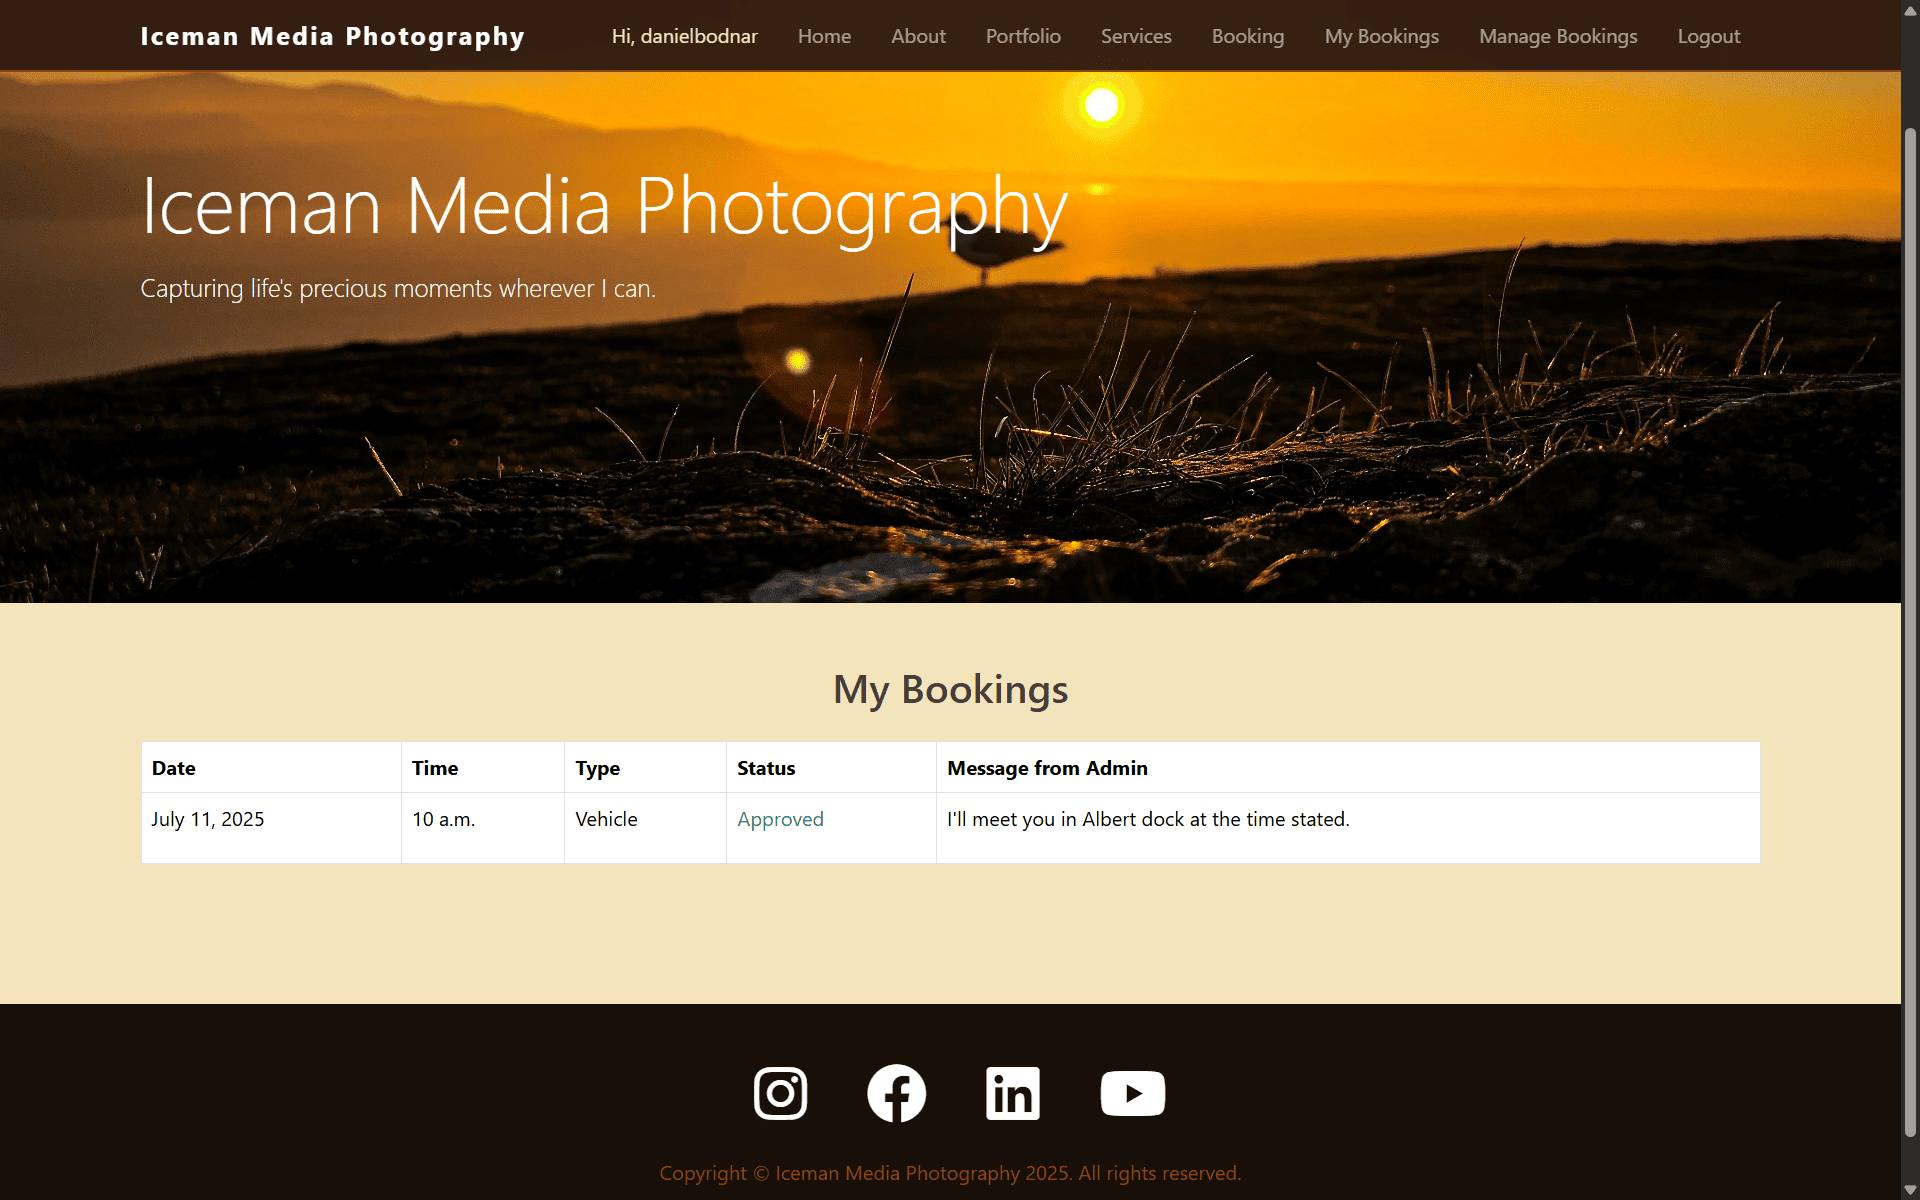 Iceman Media Photography Hi, danielbodnar Home About Portfolio Services Booking My Bookings Manage Bookings Logout
Iceman Media Photography
Capturing life's precious moments wherever I can.
My Bookings
Date Time Type Status Message from Admin
July 11, 2025 10 a.m. Vehicle Approved I'll meet you in Albert dock at the time stated.
Copyright © Iceman Media Photography 2025. All rights reserved.